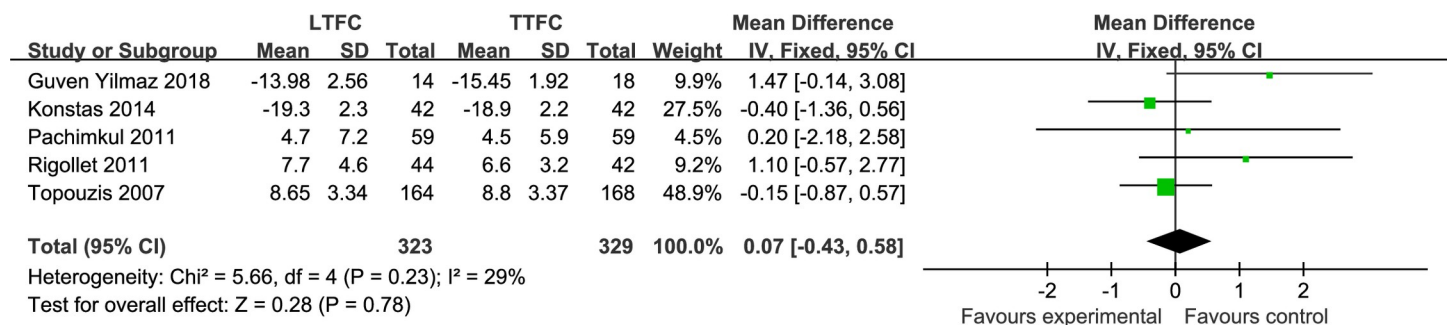 LTFC TTFC Mean Difference Mean Difference
Study or Subgroup Mean SD Total Mean SD Total Weight IV, Fixed, 95% CI IV, Fixed, 95% CI
Guven Yilmaz 2018 -13.98 2.56 14 -15.45 1.92 18 9.9% 1.47 [-0.14, 3.08]
Konstas 2014 -19.3 2.3 42 -18.9 2.2 42 27.5% -0.40 [-1.36, 0.56]
Pachimkul 2011 4.7 7.2 59 4.5 5.9 59 4.5% 0.20 [-2.18, 2.58]
Rigollet 2011 7.7 4.6 44 6.6 3.2 42 9.2% 1.10 [-0.57, 2.77]
Topouzis 2007 8.65 3.34 164 8.8 3.37 168 48.9% -0.15 [-0.87, 0.57]
Total (95% CI) 323 329 100.0% 0.07 [-0.43, 0.58]
Heterogeneity: Chi² = 5.66, df = 4 (P = 0.23); I² = 29%
Test for overall effect: Z = 0.28 (P = 0.78)
-2 -1 0 1 2
Favours experimental Favours control